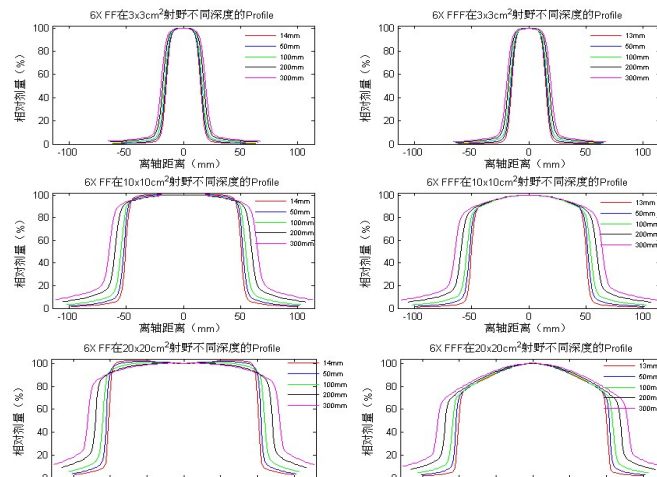 6X FF在3x3cm²射野不同深度的Profile
100
80
60
40
20
0
相对剂量（%）
14mm
50mm
100mm
200mm
300mm
-100 -50 0 50 100
离轴距离（mm）
6X FFF在3x3cm²射野不同深度的Profile
100
80
60
40
20
0
相对剂量（%）
13mm
50mm
100mm
200mm
300mm
-100 -50 0 50 100
离轴距离（mm）
6X FF在10x10cm²射野不同深度的Profile
100
80
60
40
20
0
相对剂量（%）
14mm
50mm
100mm
200mm
300mm
-100 -50 0 50 100
离轴距离（mm）
6X FFF在10x10cm²射野不同深度的Profile
100
80
60
40
20
0
相对剂量（%）
13mm
50mm
100mm
200mm
300mm
-100 -50 0 50 100
离轴距离（mm）
6X FF在20x20cm²射野不同深度的Profile
100
80
60
40
20
相对剂量（%）
14mm
50mm
100mm
200mm
300mm
6X FFF在20x20cm²射野不同深度的Profile
100
80
60
40
20
相对剂量（%）
13mm
50mm
100m
200m
300m